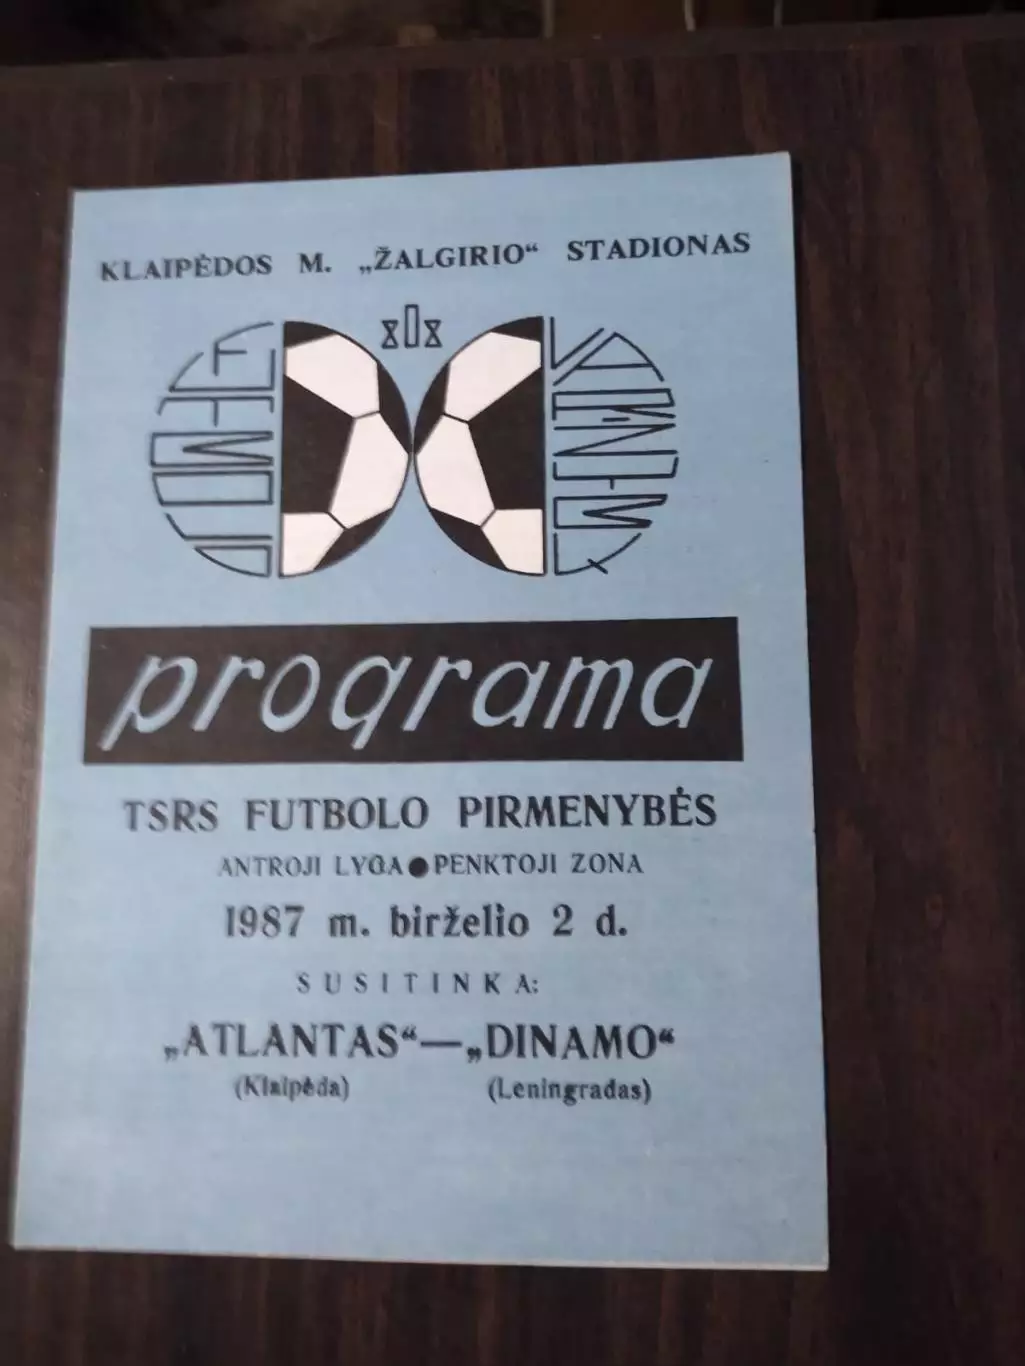 KLAIPĖDOS M. „ŽALGIRIO“ STADIONAS
programa
TSRS FUTBOLO PIRMENYBĖS
ANTROJI LYGA ● PENKTOJI ZONA
1987 m. birželio 2 d.
SUSITINKA:
„ATLANTAS“—„DINAMO“
(Klaipėda) (Leningradas)